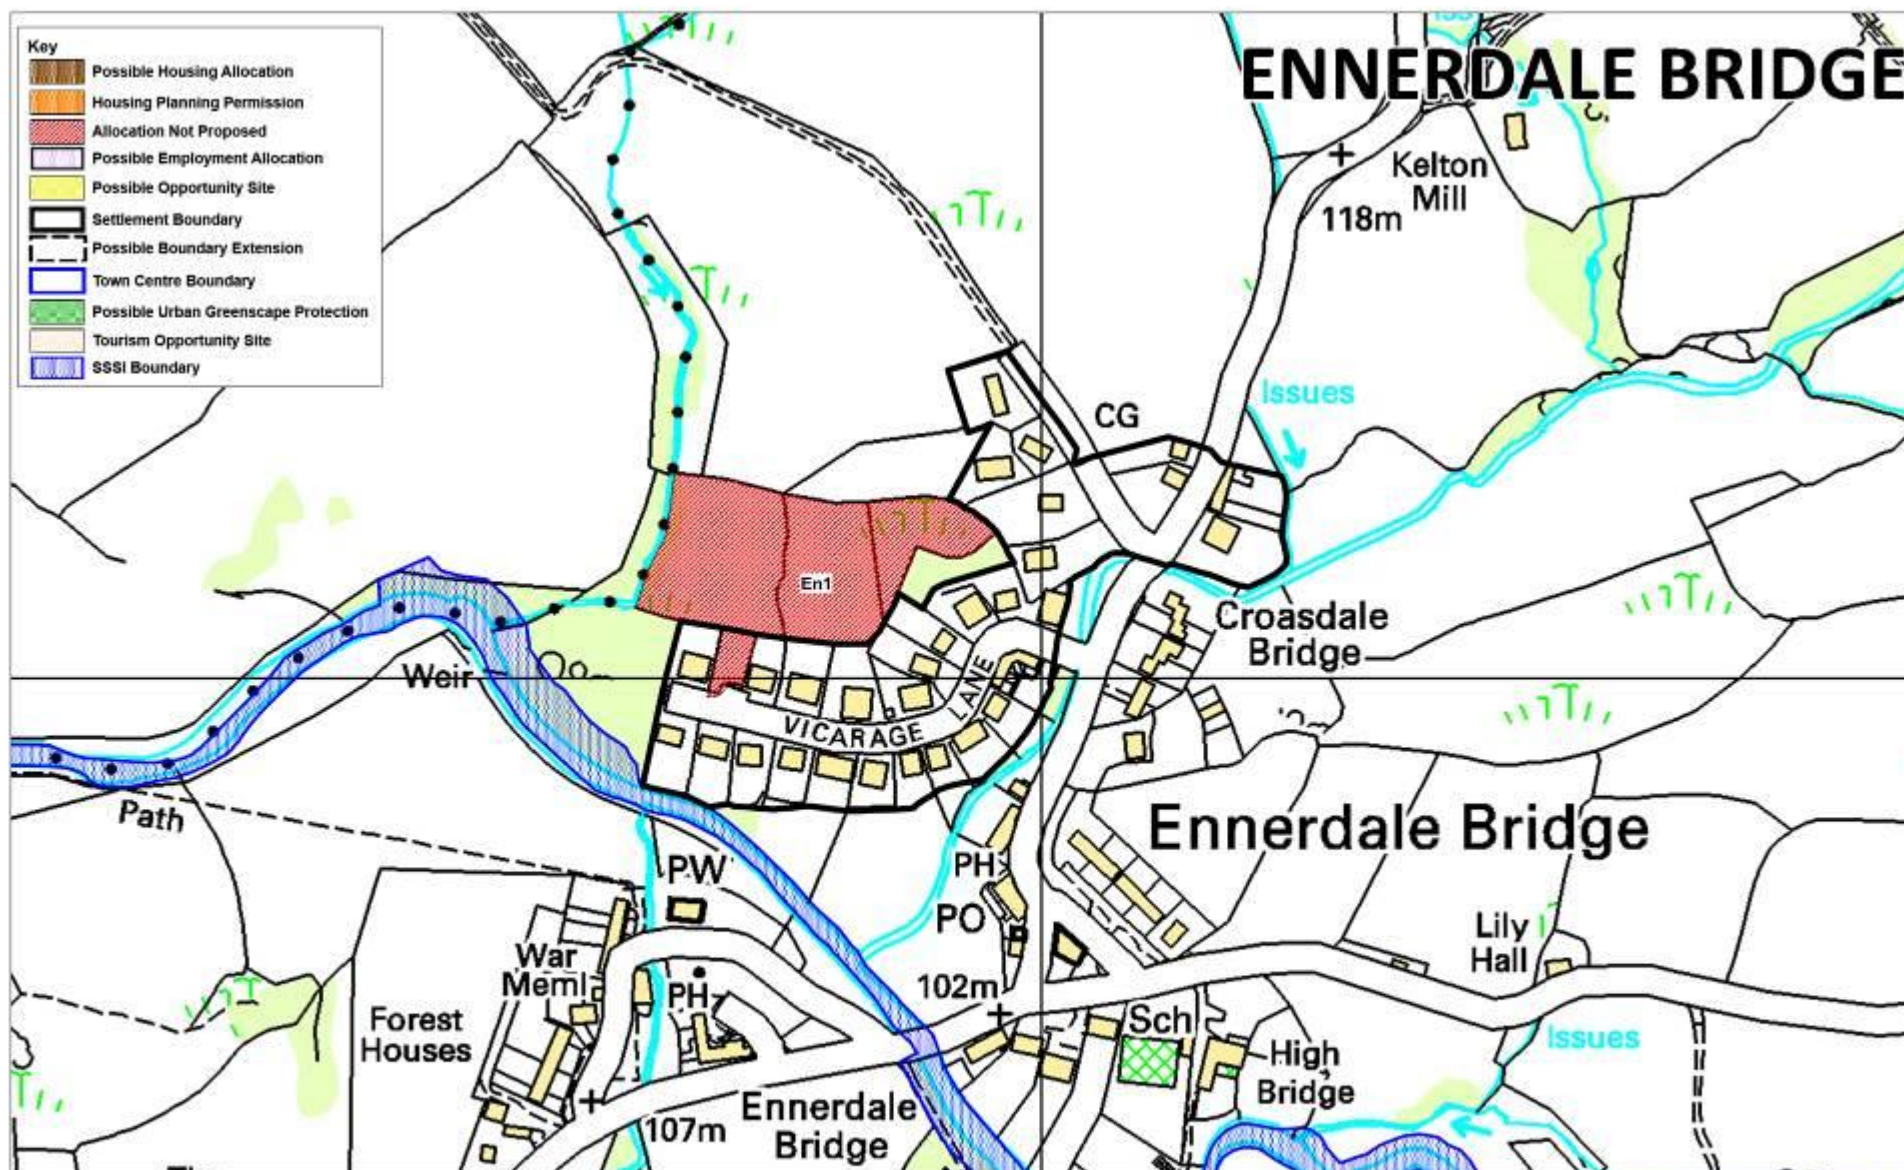 Key
Possible Housing Allocation
Housing Planning Permission
Allocation Not Proposed
Possible Employment Allocation
Possible Opportunity Site
Settlement Boundary
Possible Boundary Extension
Town Centre Boundary
Possible Urban Greenscape Protection
Tourism Opportunity Site
SSSI Boundary
ENNERDALE BRIDGE
Kelton
Mill
118m
Issues
CG
En1
Croasdale
Bridge
Weir
VICARAGE LANE
Path
Ennerdale Bridge
PW
PH
PO
Lily
Hall
War
Meml
PH
102m
Forest
Houses
Sch
Issues
High
Bridge
Ennerdale
Bridge
107m